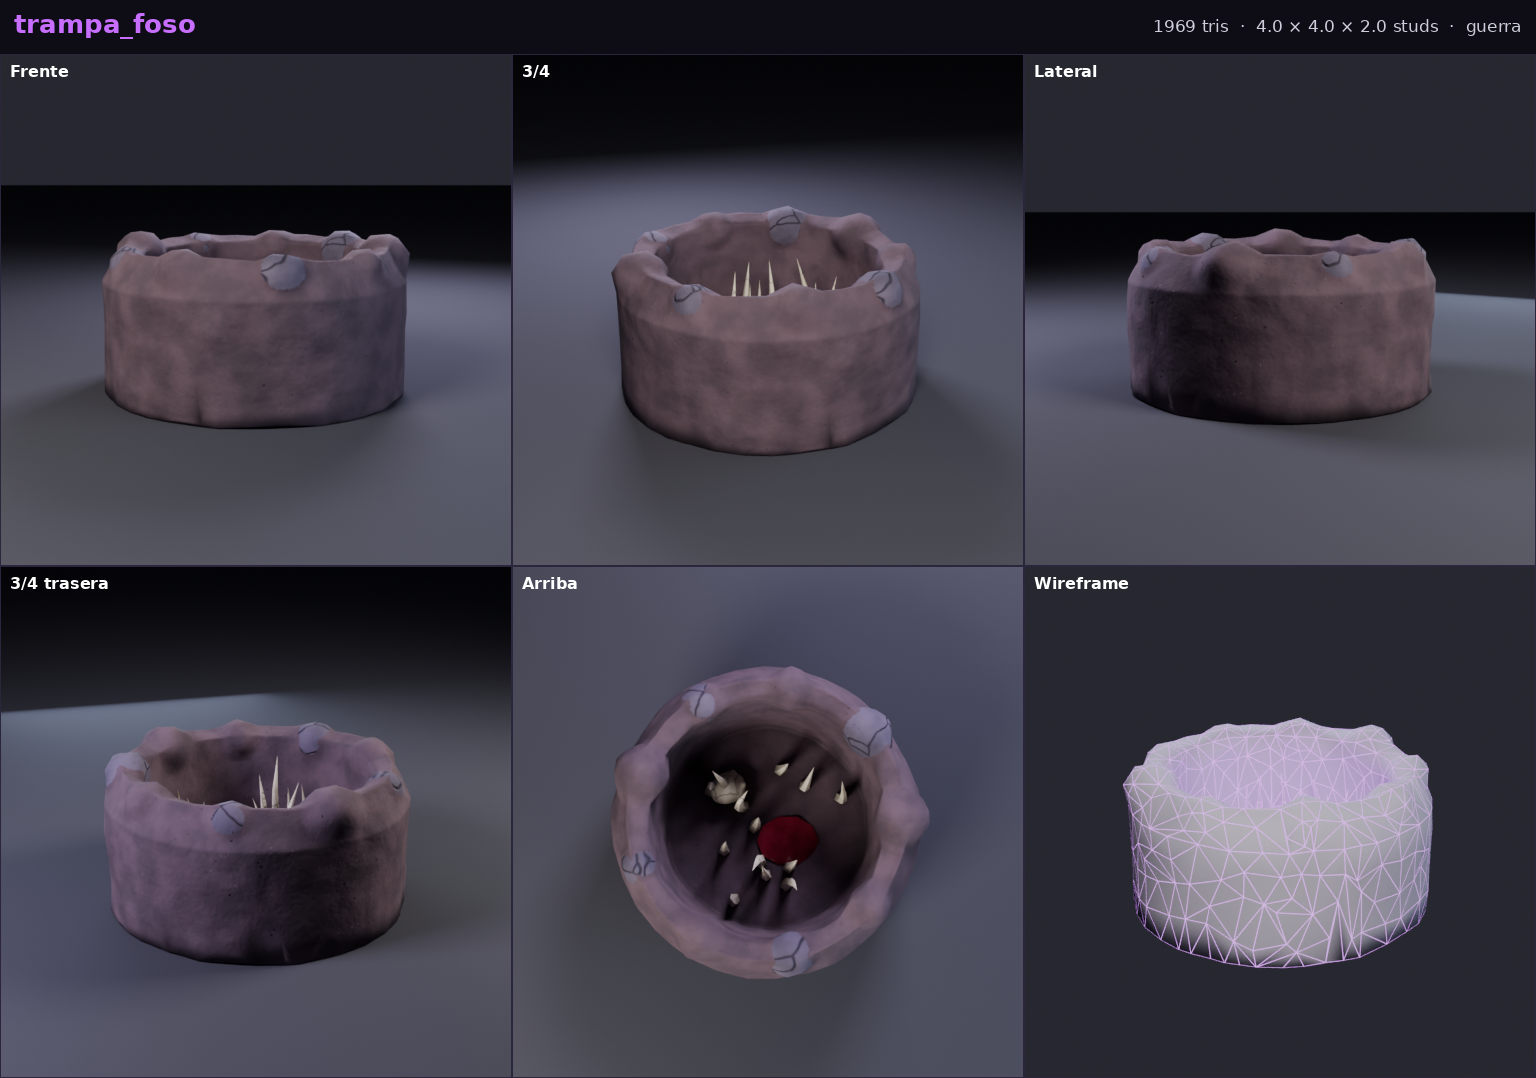 trampa_foso
1969 tris · 4.0 × 4.0 × 2.0 studs · guerra
Frente
3/4
Lateral
3/4 trasera
Arriba
Wireframe